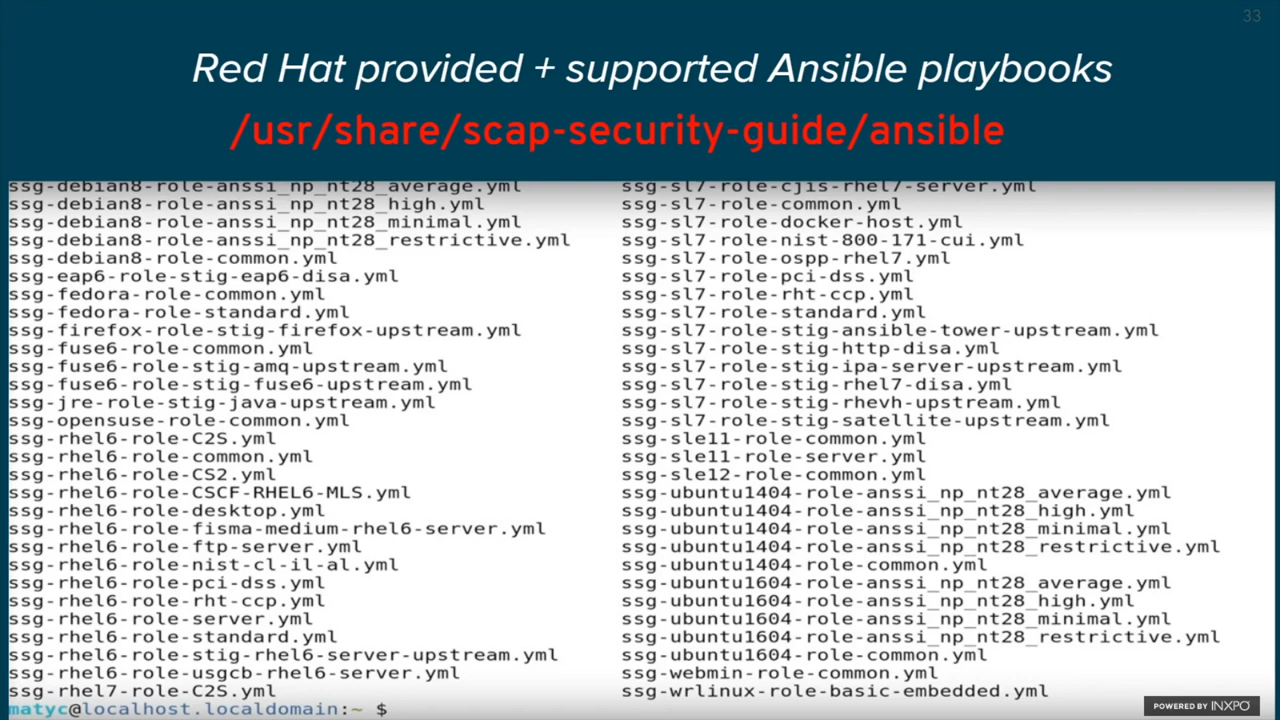 33
Red Hat provided + supported Ansible playbooks
/usr/share/scap-security-guide/ansible
ssg-debian8-role-anssi_np_nt28_average.yml
ssg-debian8-role-anssi_np_nt28_high.yml
ssg-debian8-role-anssi_np_nt28_minimal.yml
ssg-debian8-role-anssi_np_nt28_restrictive.yml
ssg-debian8-role-common.yml
ssg-eap6-role-stig-eap6-disa.yml
ssg-fedora-role-common.yml
ssg-fedora-role-standard.yml
ssg-firefox-role-stig-firefox-upstream.yml
ssg-fuse6-role-common.yml
ssg-fuse6-role-stig-amq-upstream.yml
ssg-fuse6-role-stig-fuse6-upstream.yml
ssg-jre-role-stig-java-upstream.yml
ssg-opensuse-role-common.yml
ssg-rhel6-role-C2S.yml
ssg-rhel6-role-common.yml
ssg-rhel6-role-CS2.yml
ssg-rhel6-role-CSCF-RHEL6-MLS.yml
ssg-rhel6-role-desktop.yml
ssg-rhel6-role-fisma-medium-rhel6-server.yml
ssg-rhel6-role-ftp-server.yml
ssg-rhel6-role-nist-cl-il-al.yml
ssg-rhel6-role-pci-dss.yml
ssg-rhel6-role-rht-ccp.yml
ssg-rhel6-role-server.yml
ssg-rhel6-role-standard.yml
ssg-rhel6-role-stig-rhel6-server-upstream.yml
ssg-rhel6-role-usgcb-rhel6-server.yml
ssg-rhel7-role-C2S.yml
ssg-sl7-role-cjis-rhel7-server.yml
ssg-sl7-role-common.yml
ssg-sl7-role-docker-host.yml
ssg-sl7-role-nist-800-171-cui.yml
ssg-sl7-role-ospp-rhel7.yml
ssg-sl7-role-pci-dss.yml
ssg-sl7-role-rht-ccp.yml
ssg-sl7-role-standard.yml
ssg-sl7-role-stig-ansible-tower-upstream.yml
ssg-sl7-role-stig-http-disa.yml
ssg-sl7-role-stig-ipa-server-upstream.yml
ssg-sl7-role-stig-rhel7-disa.yml
ssg-sl7-role-stig-rhevh-upstream.yml
ssg-sl7-role-stig-satellite-upstream.yml
ssg-sle11-role-common.yml
ssg-sle11-role-server.yml
ssg-sle12-role-common.yml
ssg-ubuntu1404-role-anssi_np_nt28_average.yml
ssg-ubuntu1404-role-anssi_np_nt28_high.yml
ssg-ubuntu1404-role-anssi_np_nt28_minimal.yml
ssg-ubuntu1404-role-anssi_np_nt28_restrictive.yml
ssg-ubuntu1404-role-common.yml
ssg-ubuntu1604-role-anssi_np_nt28_average.yml
ssg-ubuntu1604-role-anssi_np_nt28_high.yml
ssg-ubuntu1604-role-anssi_np_nt28_minimal.yml
ssg-ubuntu1604-role-anssi_np_nt28_restrictive.yml
ssg-ubuntu1604-role-common.yml
ssg-webmin-role-common.yml
ssg-wrlinux-role-basic-embedded.yml
matyc@localhost.localdomain:~ $
POWERED BY INXPO